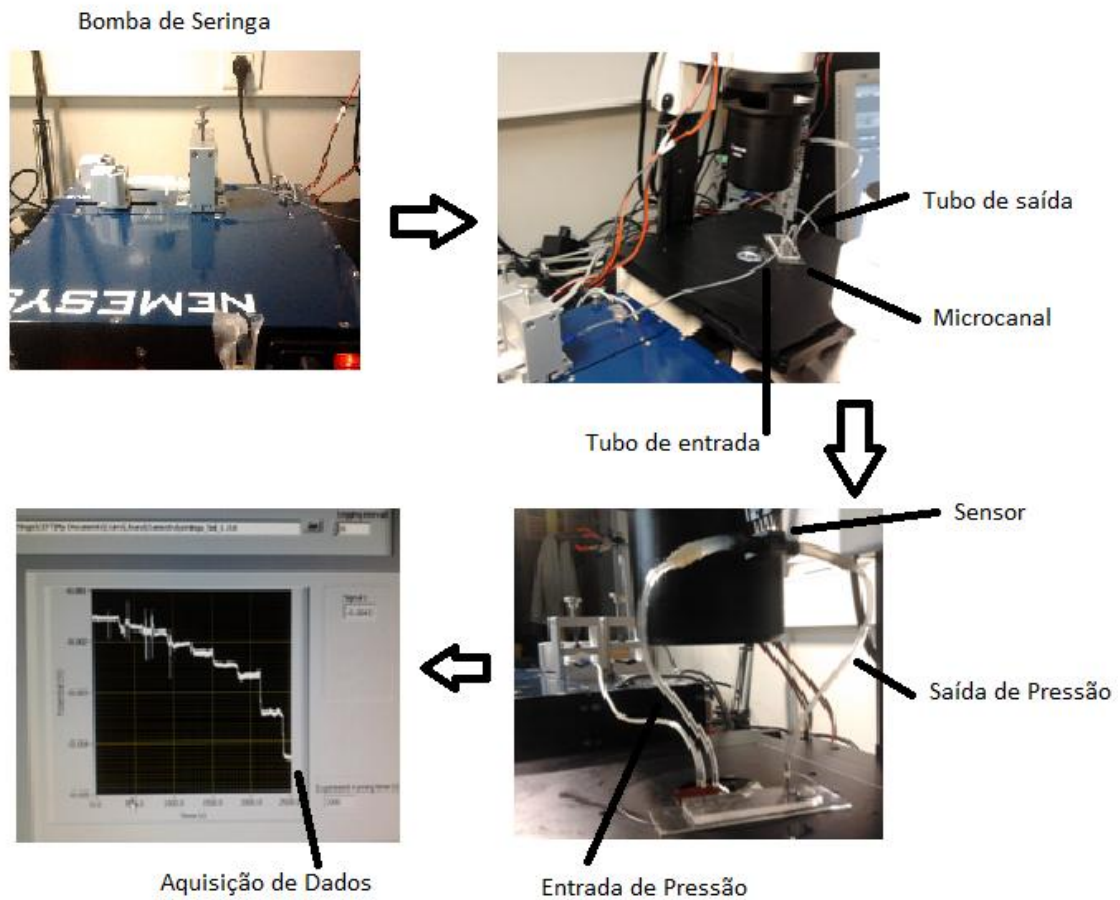 Bomba de Seringa
NEMESYS
Tubo de saída
Microcanal
Tubo de entrada
Sensor
Saída de Pressão
Entrada de Pressão
Aquisição de Dados